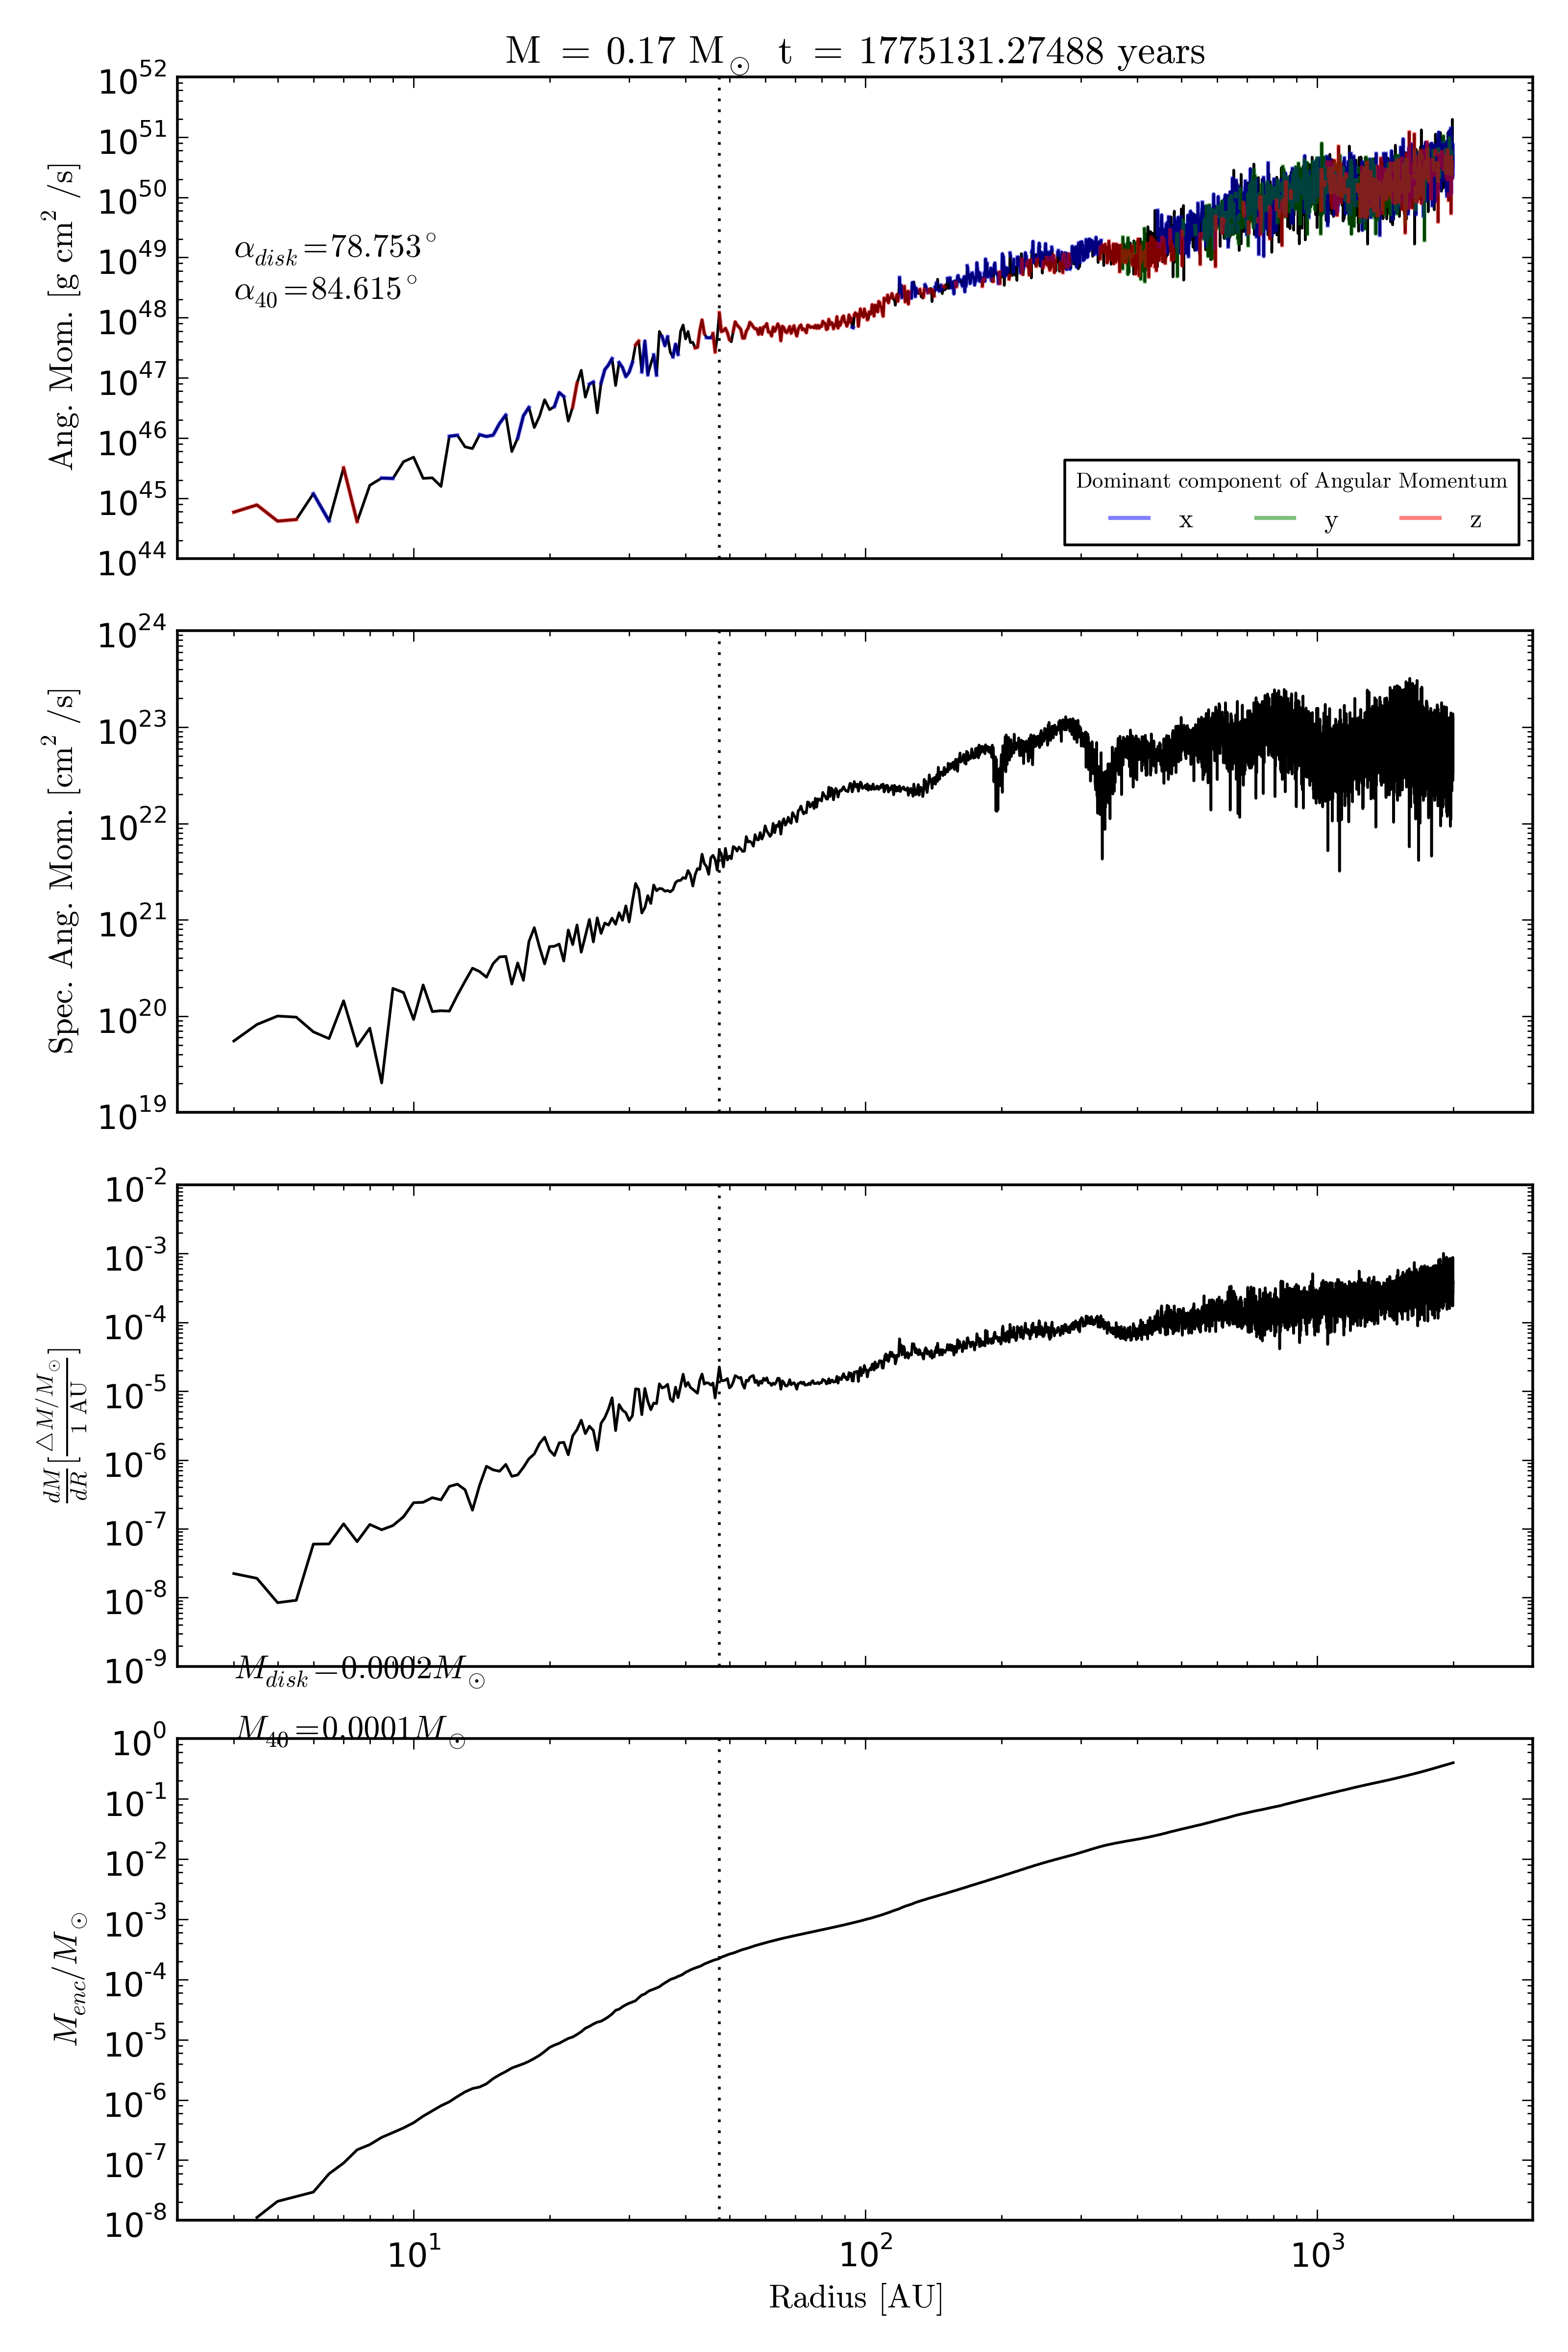 M = 0.17 M⊙ t = 1775131.27488 years
10^52
10^51
10^50
10^49
10^48
10^47
10^46
10^45
10^44
Ang. Mom. [g cm^2 /s]
α_disk=78.753°
α_40=84.615°
Dominant component of Angular Momentum
x y z
10^24
10^23
10^22
10^21
10^20
10^19
Spec. Ang. Mom. [cm^2 /s]
10^-2
10^-3
10^-4
10^-5
10^-6
10^-7
10^-8
10^-9
dM/dR [△M/M⊙ / 1 AU]
M_disk=0.0002M⊙
M_40=0.0001M⊙
10^0
10^-1
10^-2
10^-3
10^-4
10^-5
10^-6
10^-7
10^-8
M_enc/M⊙
10^1 10^2 10^3
Radius [AU]